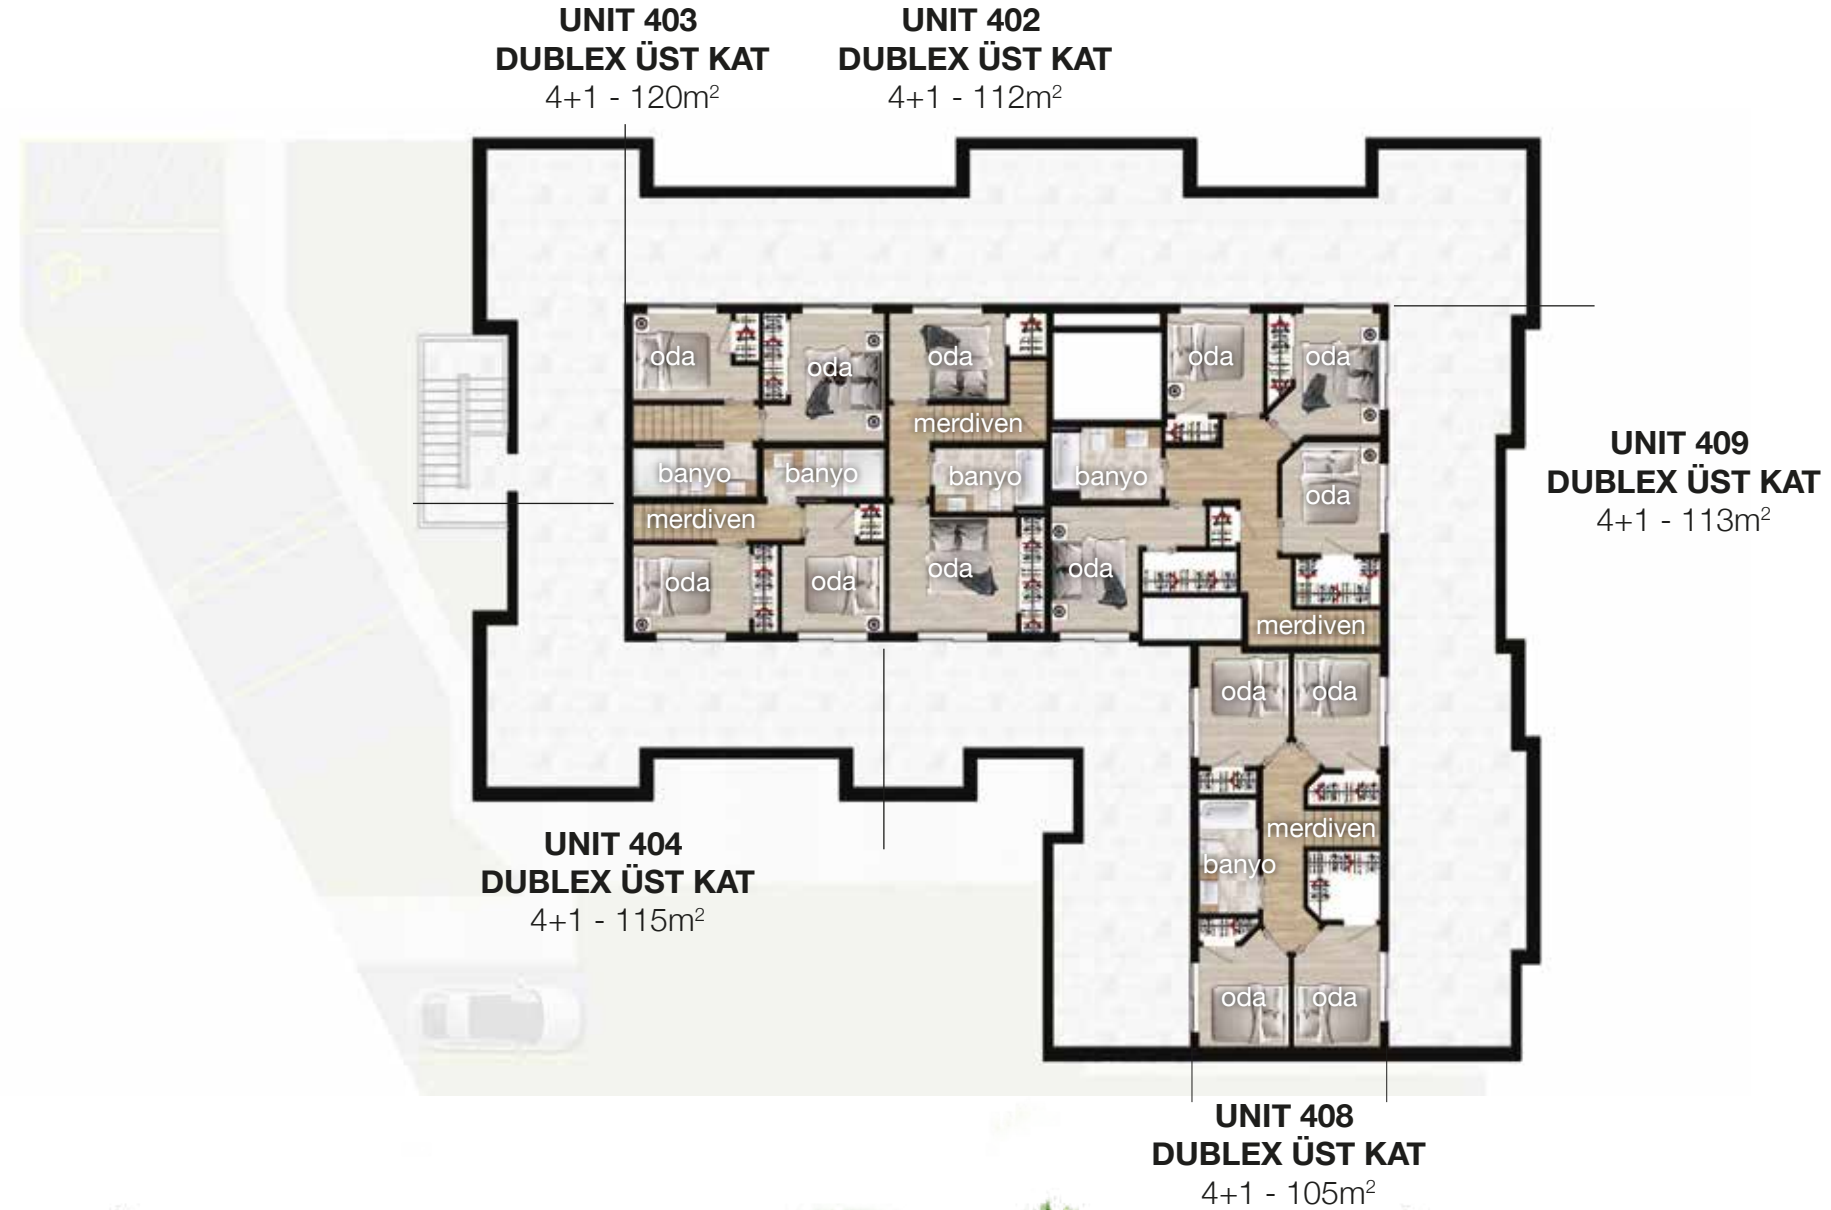 UNIT 403
DUBLEX ÜST KAT
4+1 - 120m²
UNIT 402
DUBLEX ÜST KAT
4+1 - 112m²
oda
oda
oda
oda
oda
merdiven
banyo
banyo
banyo
banyo
oda
merdiven
oda
oda
oda
oda
merdiven
UNIT 409
DUBLEX ÜST KAT
4+1 - 113m²
oda
oda
merdiven
banyo
oda
oda
UNIT 404
DUBLEX ÜST KAT
4+1 - 115m²
UNIT 408
DUBLEX ÜST KAT
4+1 - 105m²